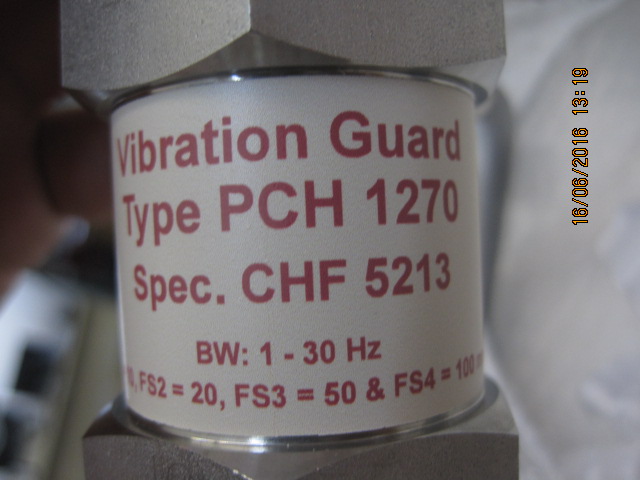 Vibration Guard
Type PCH 1270
Spec. CHF 5213
BW: 1 - 30 Hz
FS2 = 20, FS3 = 50 & FS4 = 100
16/06/2016 13:19